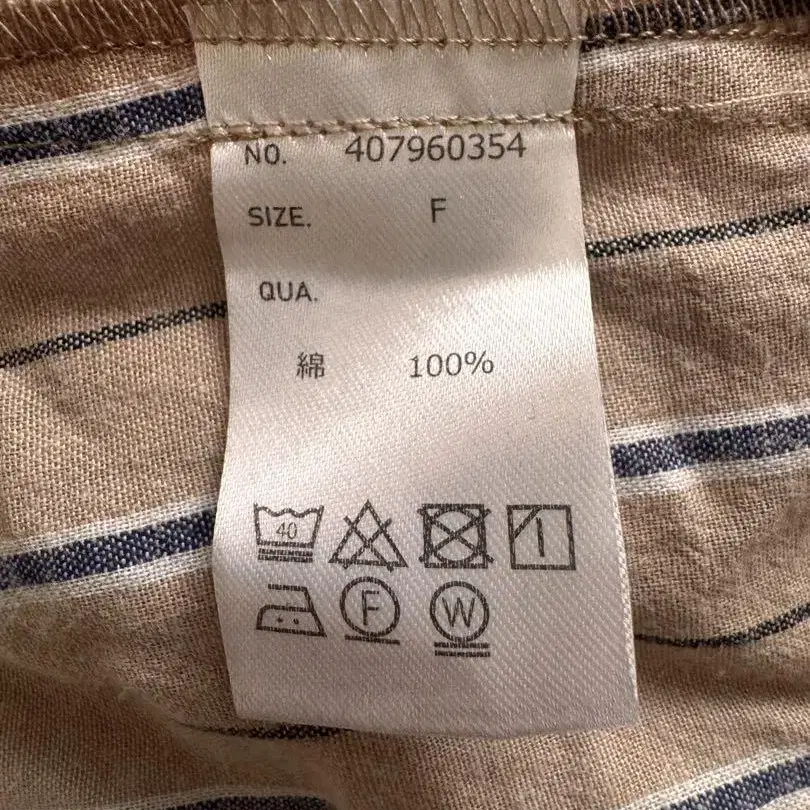 NO. 407960354
SIZE. F
QUA.
綿 100%
40
F W